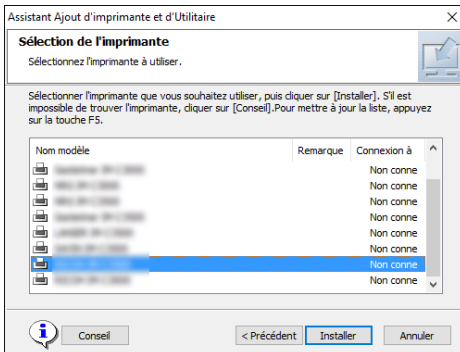 Assistant Ajout d'imprimante et d'Utilitaire
Sélection de l'imprimante
Sélectionnez l'imprimante à utiliser.
Sélectionner l'imprimante que vous souhaitez utiliser, puis cliquer sur [Installer]. S'il est
impossible de trouver l'imprimante, cliquer sur [Conseil].Pour mettre à jour la liste, appuyez
sur la touche F5.
Nom modèle Remarque Connexion à
Non conne
Non conne
Non conne
Non conne
Non conne
Non conne
Non conne
Non conne
Conseil < Précédent Installer Annuler